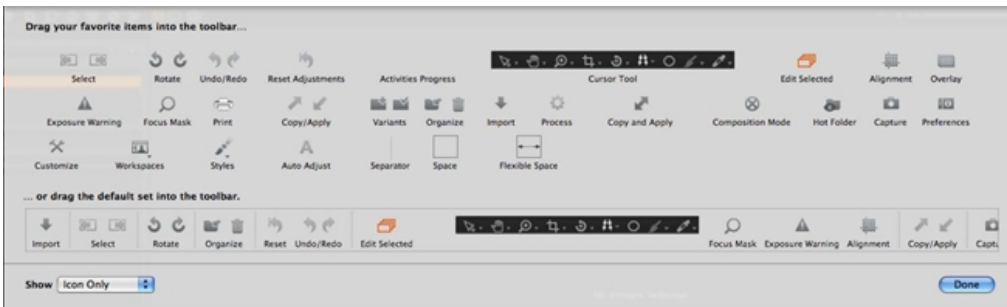 Drag your favorite items into the toolbar...
Select Rotate Undo/Redo Reset Adjustments Activities Progress Cursor Tool Edit Selected Alignment Overlay
Exposure Warning Focus Mask Print Copy/Apply Variants Organize Import Process Copy and Apply Composition Mode Hot Folder Capture Preferences
Customize Workspaces Styles Auto Adjust Separator Space Flexible Space
... or drag the default set into the toolbar.
Import Select Rotate Organize Reset Undo/Redo Edit Selected Focus Mask Exposure Warning Alignment Copy/Apply
Show Icon Only Done